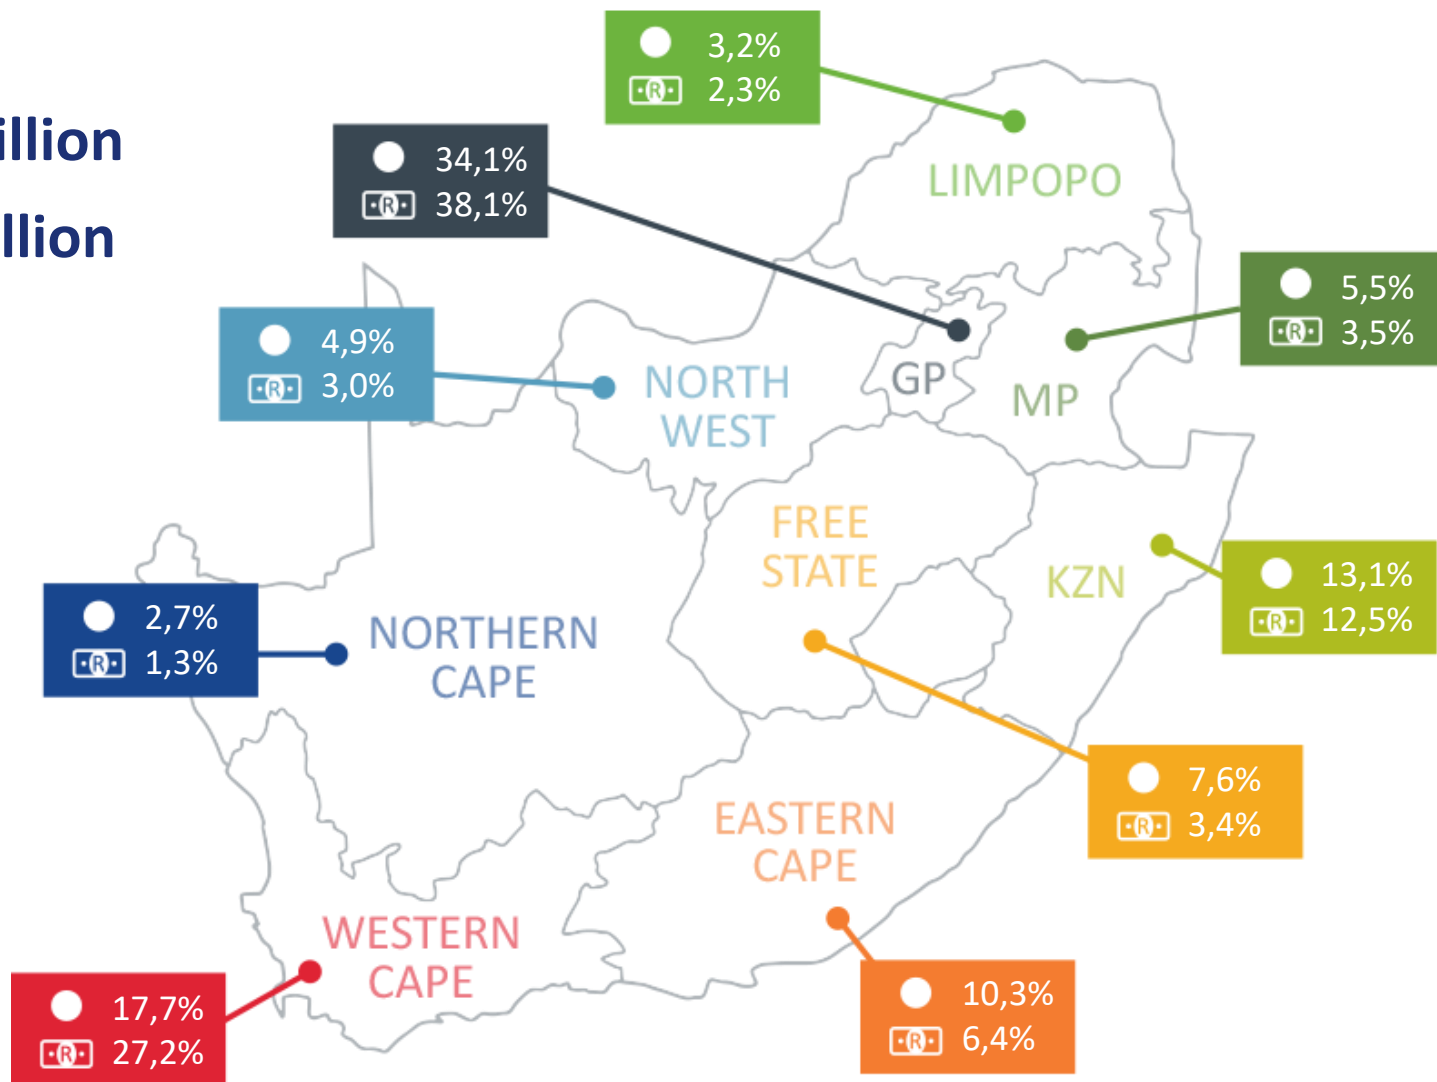 illion
llion
3,2%
R 2,3%
34,1%
R 38,1%
LIMPOPO
5,5%
R 3,5%
4,9%
R 3,0%
NORTH
WEST
GP
MP
FREE
STATE
KZN
13,1%
R 12,5%
2,7%
R 1,3%
NORTHERN
CAPE
7,6%
R 3,4%
EASTERN
CAPE
WESTERN
CAPE
17,7%
R 27,2%
10,3%
R 6,4%